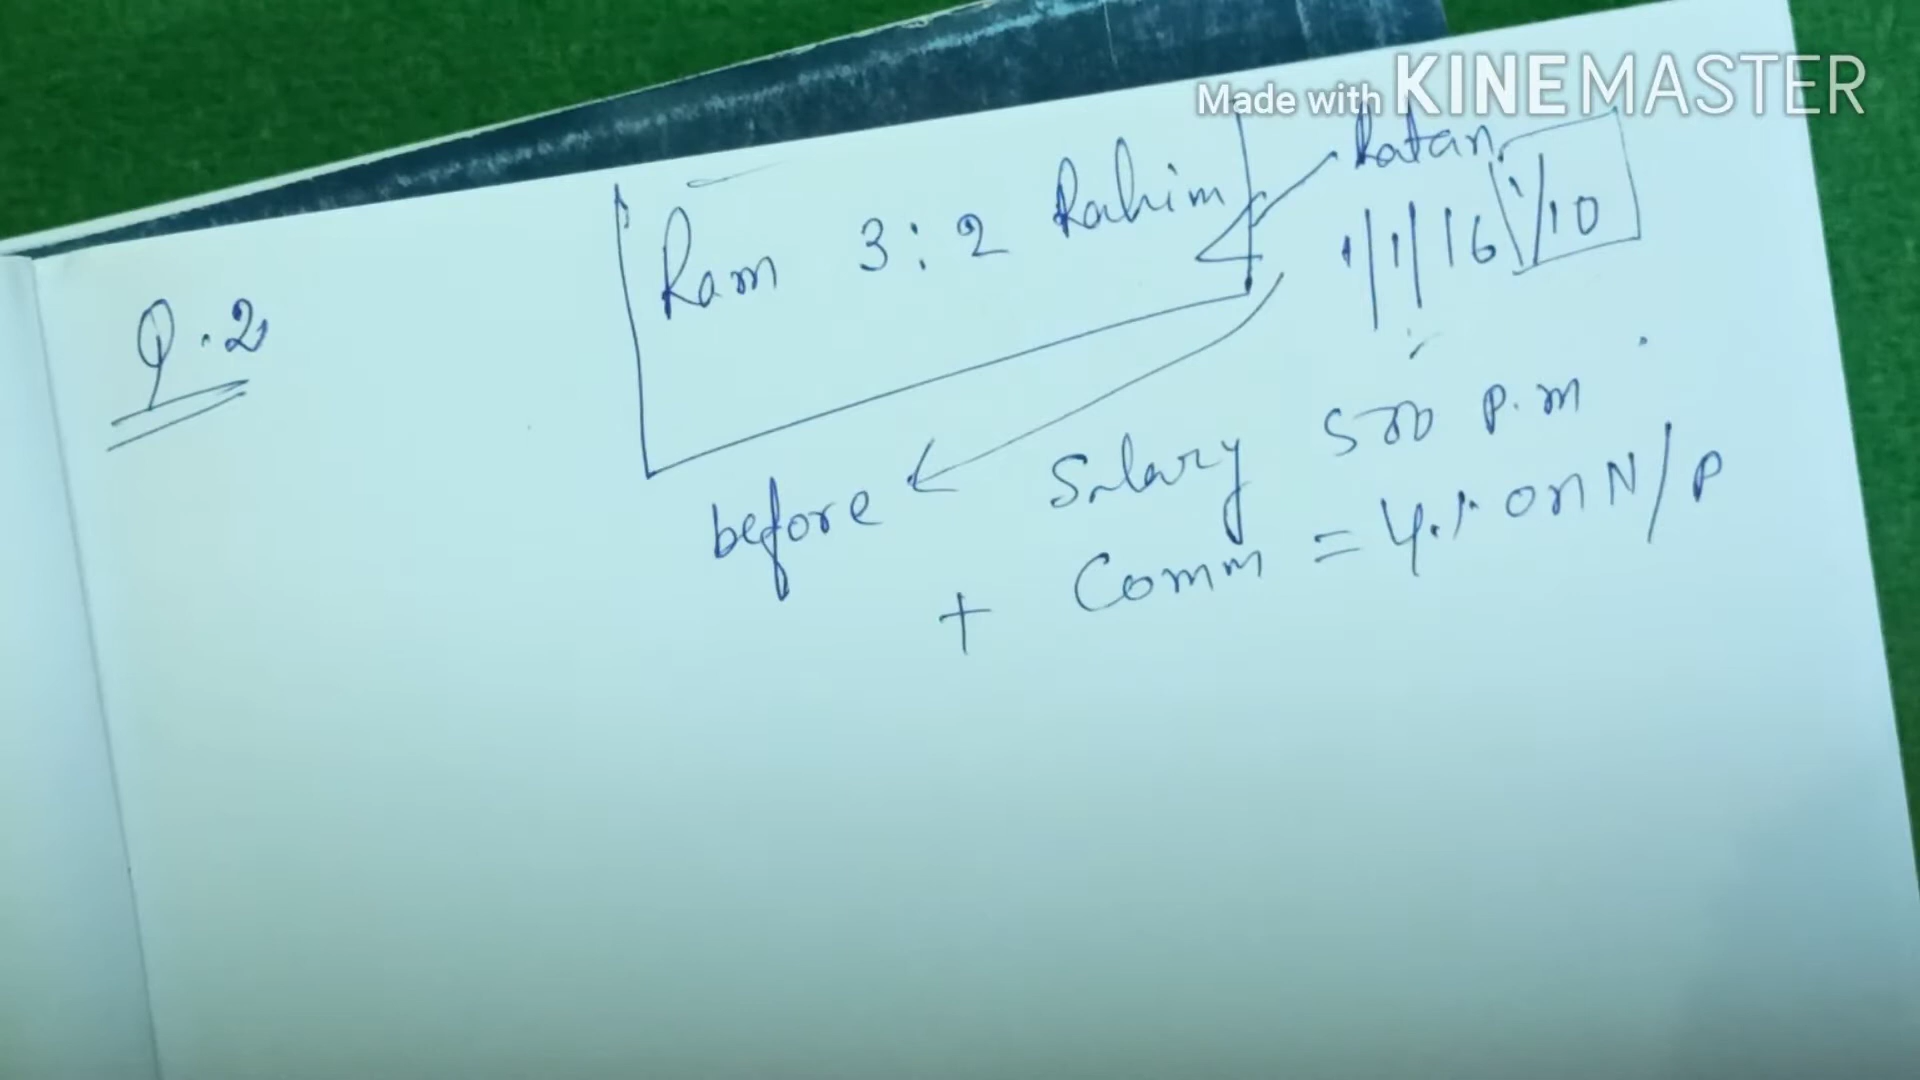 Made with KINEMASTER
Ratan
Ram 3:2 Rahim
1/1/16 1/10
Q.2
before Salary 500 p.m
+ Comm = 4% on N/P